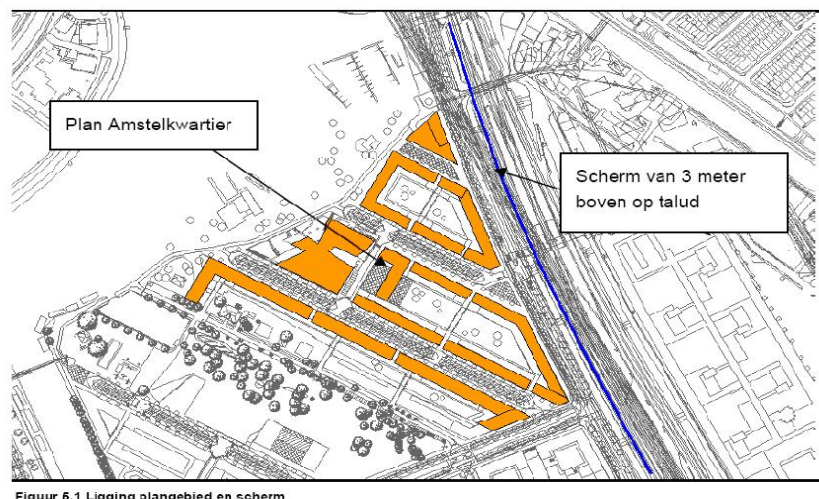 Plan Amstelkwartier
Scherm van 3 meter
boven op talud
Figuur 5.1 Ligging plangebied en scherm